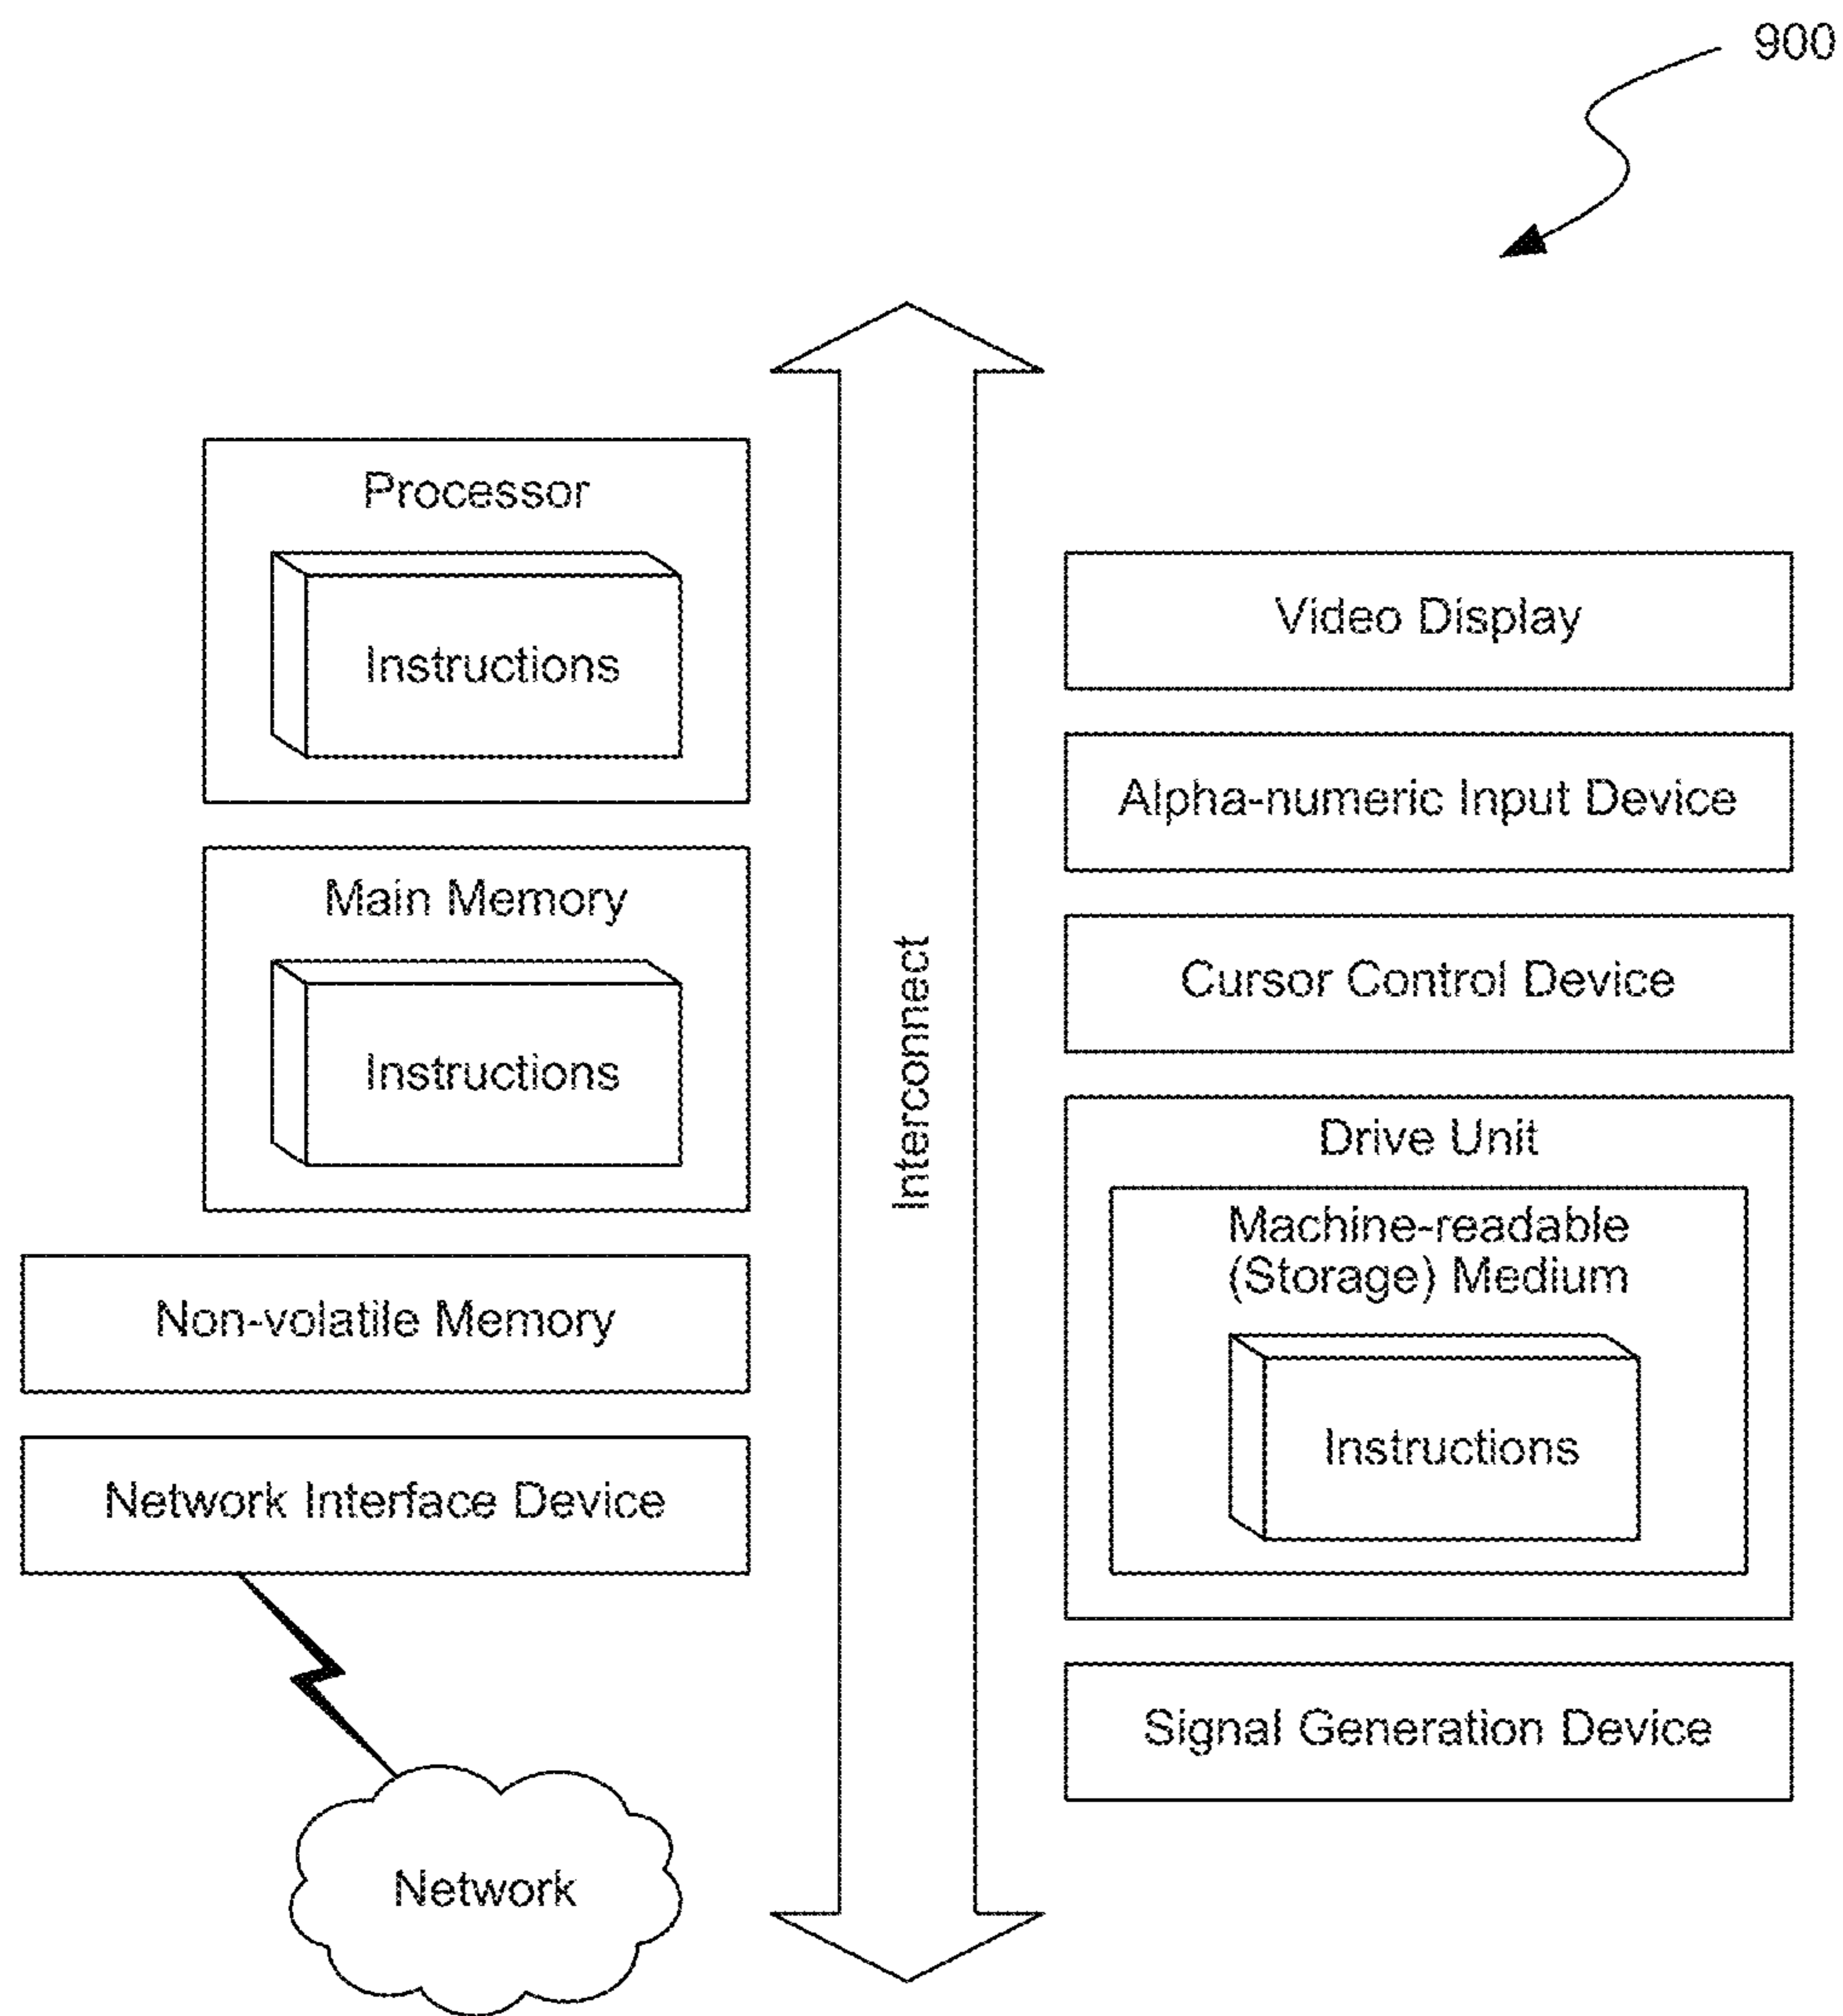 900
Processor
Instructions
Main Memory
Instructions
Non-volatile Memory
Network Interface Device
Network
Interconnect
Video Display
Alpha-numeric Input Device
Cursor Control Device
Drive Unit
Machine-readable
(Storage) Medium
Instructions
Signal Generation Device